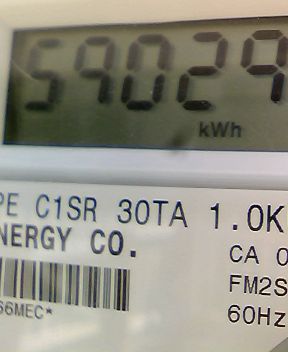 59029
kWh
PE C1SR 30TA 1.0K
NERGY CO.
CA 0
FM2S
66MEC*
60Hz